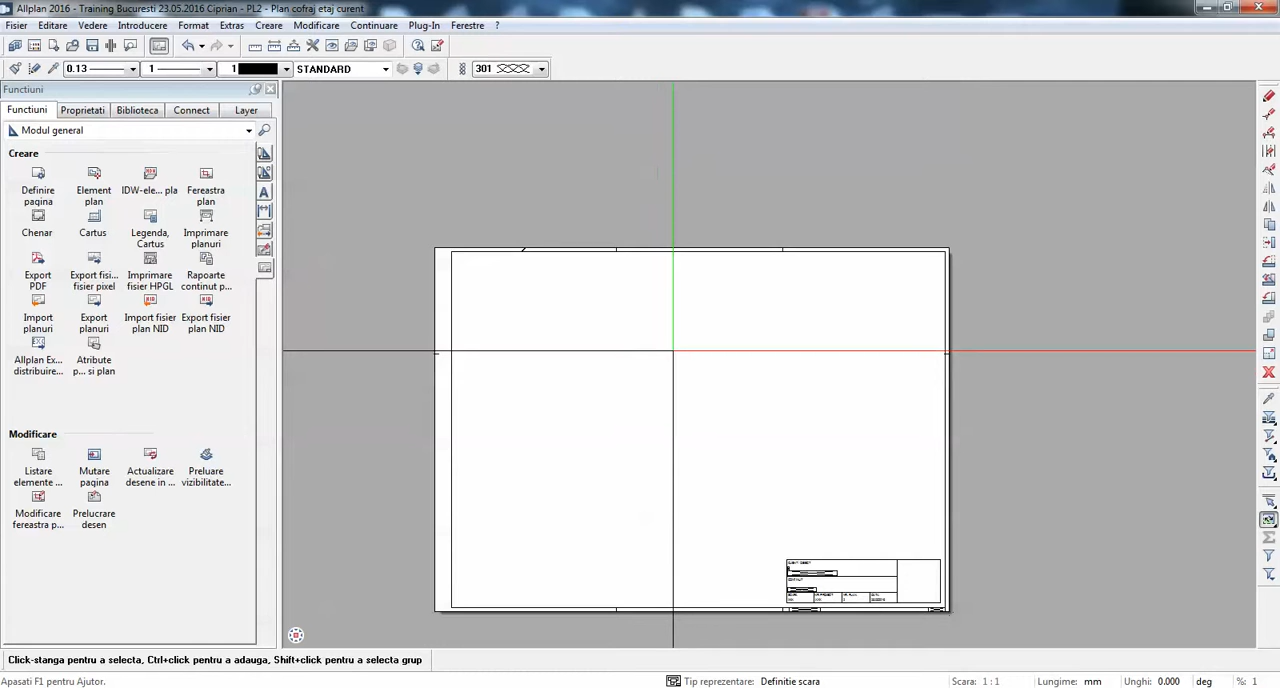 Allplan 2016 - Training Bucuresti 23.05.2016 Ciprian - PL2 - Plan cofraj etaj curent
Fisier Editare Vedere Introducere Format Extras Creare Modificare Continuare Plug-In Ferestre ?
0.13 1 1 STANDARD 301
Functiuni
Functiuni Proprietati Biblioteca Connect Layer
Modul general
Creare
Definire pagina
Element plan
IDW-ele... pla
Fereastra plan
Chenar
Cartus
Legenda, Cartus
Imprimare planuri
Export PDF
Export fisi... fisier pixel
Imprimare fisier HPGL
Rapoarte continut p...
Import planuri
Export planuri
Import fisier plan NID
Export fisier plan NID
Allplan Ex... distribuire...
Atribute p... si plan
Modificare
Listare elemente ...
Mutare pagina
Actualizare desene in ...
Preluare vizibilitate...
Modificare fereastra p...
Prelucrare desen
Click-stanga pentru a selecta, Ctrl+click pentru a adauga, Shift+click pentru a selecta grup
Apasati F1 pentru Ajutor. Tip reprezentare: Definitie scara Scara: 1 : 1 Lungime: mm Unghi: 0.000 deg %: 1